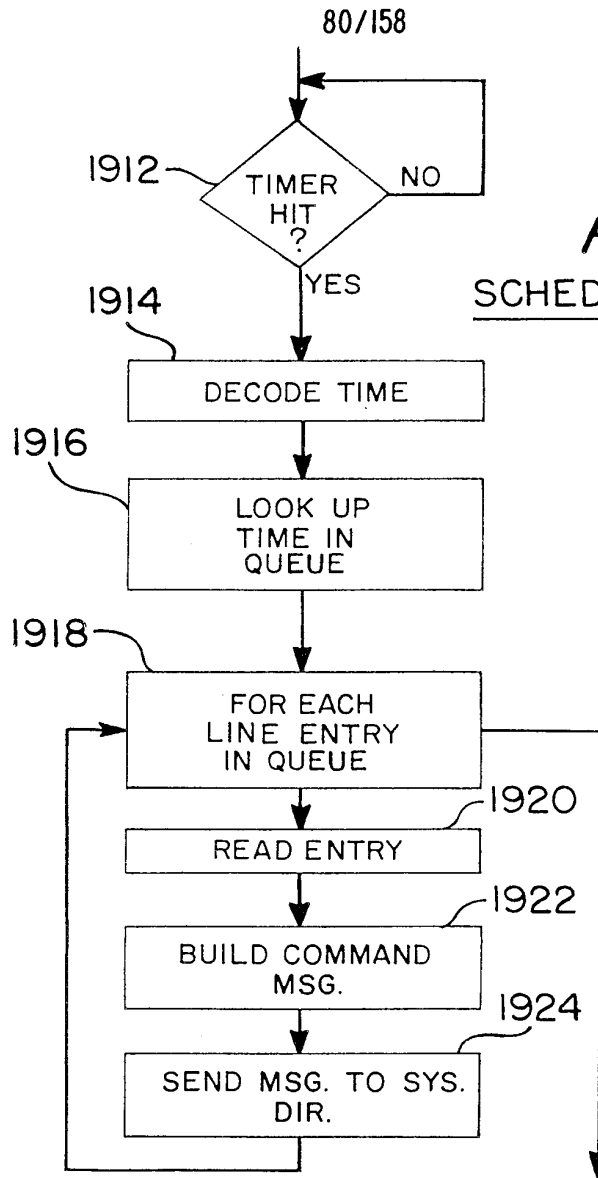 80/158
1912
TIMER
HIT
?
NO
YES
SCHED
1914
DECODE TIME
1916
LOOK UP
TIME IN
QUEUE
1918
FOR EACH
LINE ENTRY
IN QUEUE
1920
READ ENTRY
1922
BUILD COMMAND
MSG.
1924
SEND MSG. TO SYS.
DIR.